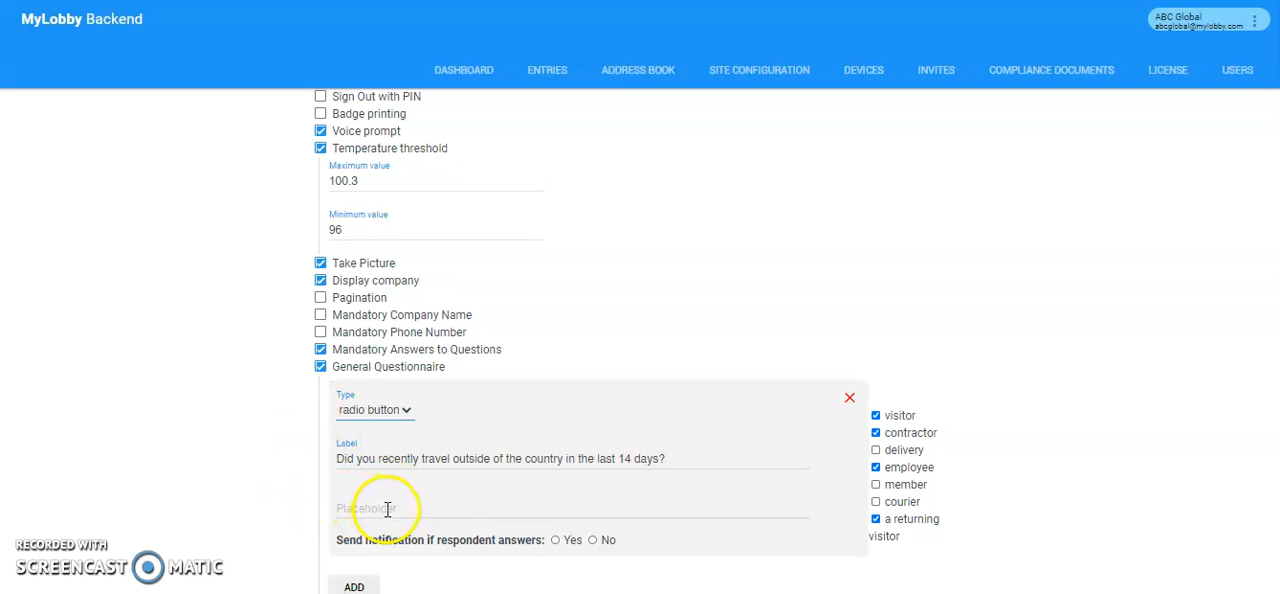 MyLobby Backend
ABC Global
abcglobal@mylobby.com
DASHBOARD ENTRIES ADDRESS BOOK SITE CONFIGURATION DEVICES INVITES COMPLIANCE DOCUMENTS LICENSE USERS
Sign Out with PIN
Badge printing
Voice prompt
Temperature threshold
Maximum value
100.3
Minimum value
96
Take Picture
Display company
Pagination
Mandatory Company Name
Mandatory Phone Number
Mandatory Answers to Questions
General Questionnaire
Type
radio button
Label
Did you recently travel outside of the country in the last 14 days?
Placeholder
Send notification if respondent answers: Yes No
visitor
contractor
delivery
employee
member
courier
a returning
visitor
ADD
RECORDED WITH
SCREENCAST MATIC